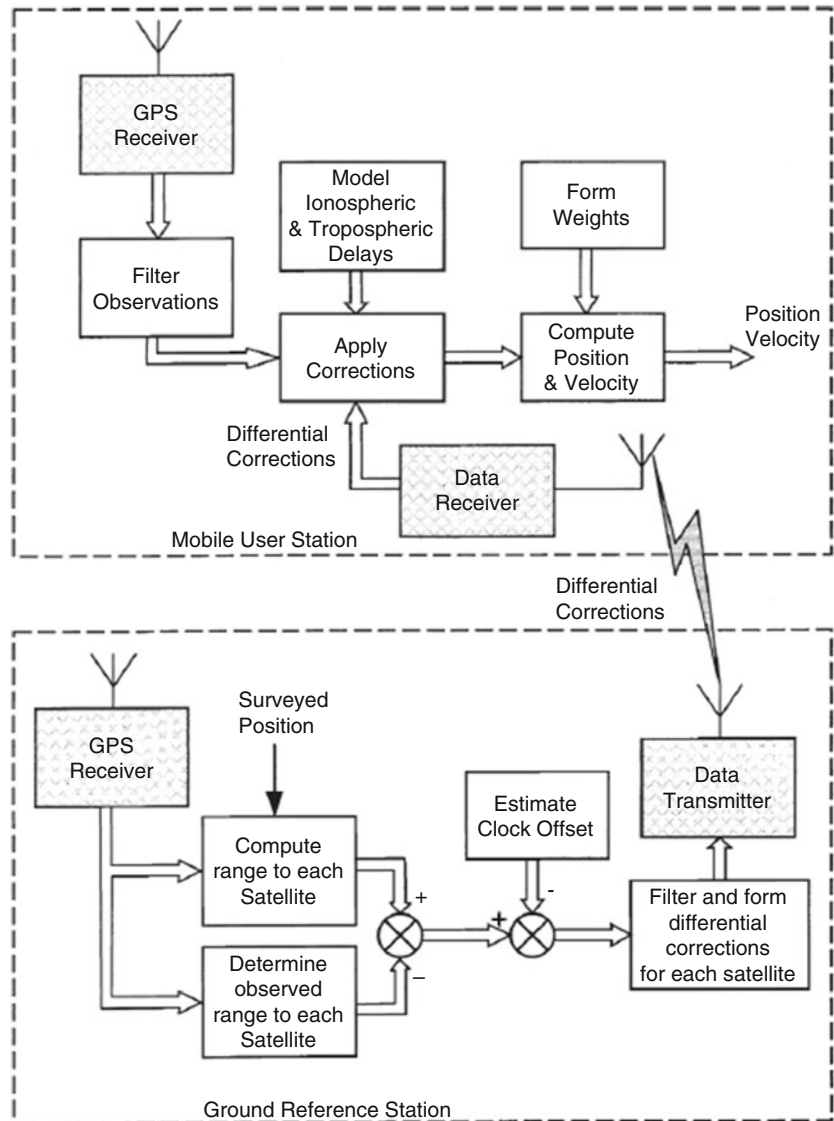 GPS
Receiver
Model
Ionospheric
& Tropospheric
Delays
Form
Weights
Filter
Observations
Apply
Corrections
Compute
Position
& Velocity
Position
Velocity
Differential
Corrections
Data
Receiver
Mobile User Station
Differential
Corrections
GPS
Receiver
Surveyed
Position
Data
Transmitter
Estimate
Clock Offset
Compute
range to each
Satellite
+
-
+
Filter and form
differential
corrections
for each satellite
Determine
observed
range to each
Satellite
–
Ground Reference Station